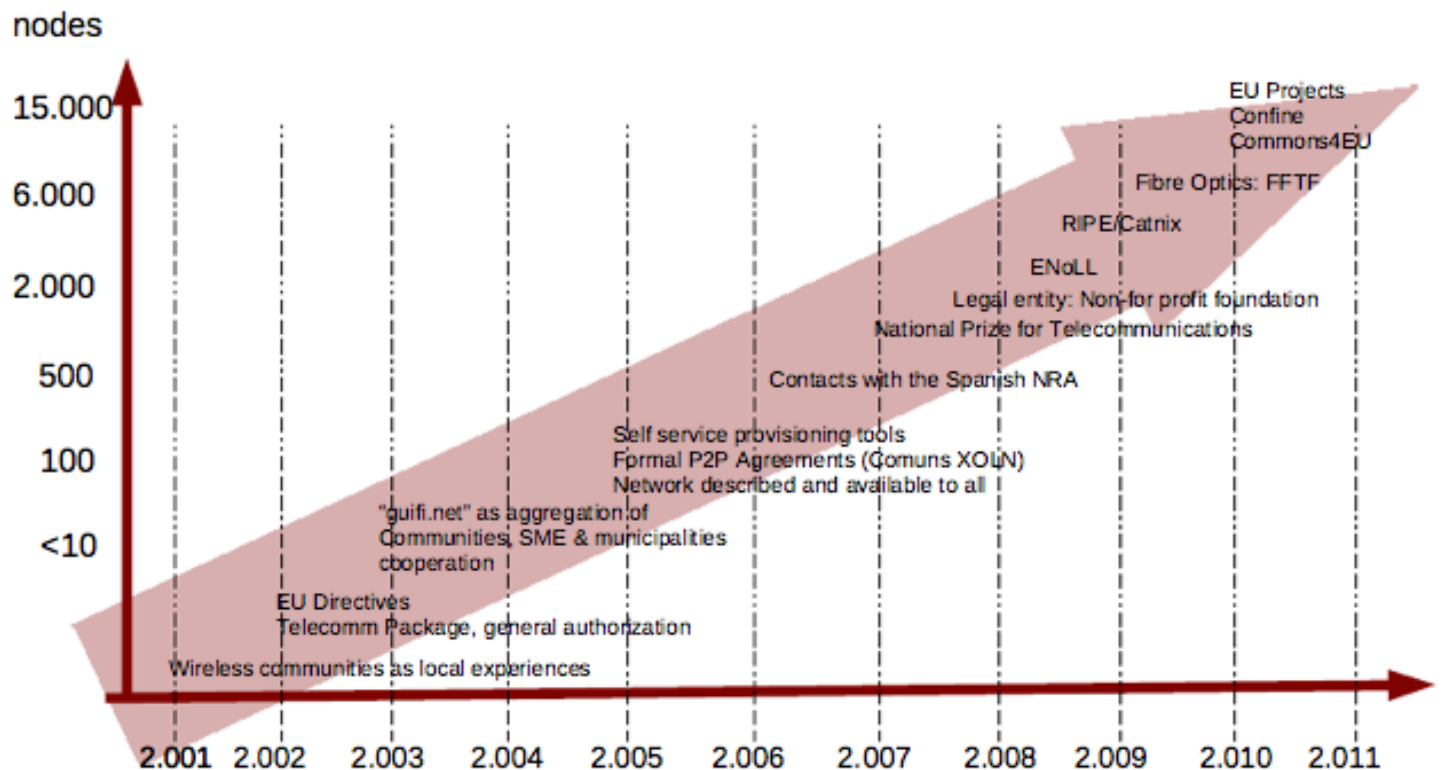 nodes
15.000
6.000
2.000
500
100
<10
EU Projects
Confine
Commons4EU
Fibre Optics: FFTF
RIPE/Catnix
ENoLL
Legal entity: Non-for profit foundation
National Prize for Telecommunications
Contacts with the Spanish NRA
Self service provisioning tools
Formal P2P Agreements (Comuns XOLN)
Network described and available to all
"guifi.net" as aggregation of
Communities, SME & municipalities
cooperation
EU Directives
Telecomm Package, general authorization
Wireless communities as local experiences
2.001 2.002 2.003 2.004 2.005 2.006 2.007 2.008 2.009 2.010 2.011